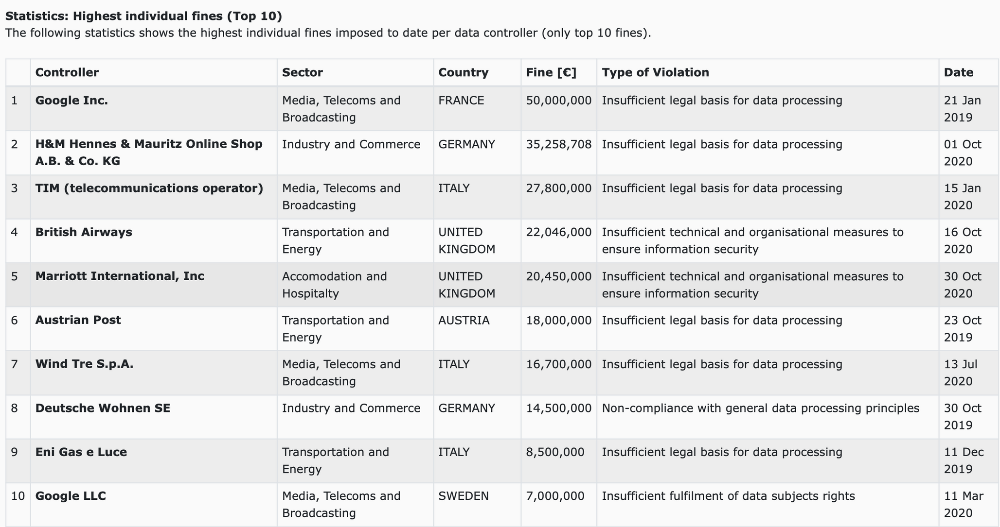 Statistics: Highest individual fines (Top 10)
The following statistics shows the highest individual fines imposed to date per data controller (only top 10 fines).
Controller Sector Country Fine [€] Type of Violation Date
1 Google Inc. Media, Telecoms and FRANCE 50,000,000 Insufficient legal basis for data processing 21 Jan
Broadcasting 2019
2 H&M Hennes & Mauritz Online Shop Industry and Commerce GERMANY 35,258,708 Insufficient legal basis for data processing 01 Oct
A.B. & Co. KG 2020
3 TIM (telecommunications operator) Media, Telecoms and ITALY 27,800,000 Insufficient legal basis for data processing 15 Jan
Broadcasting 2020
4 British Airways Transportation and UNITED 22,046,000 Insufficient technical and organisational measures to 16 Oct
Energy KINGDOM ensure information security 2020
5 Marriott International, Inc Accomodation and UNITED 20,450,000 Insufficient technical and organisational measures to 30 Oct
Hospitalty KINGDOM ensure information security 2020
6 Austrian Post Transportation and AUSTRIA 18,000,000 Insufficient legal basis for data processing 23 Oct
Energy 2019
7 Wind Tre S.p.A. Media, Telecoms and ITALY 16,700,000 Insufficient legal basis for data processing 13 Jul
Broadcasting 2020
8 Deutsche Wohnen SE Industry and Commerce GERMANY 14,500,000 Non-compliance with general data processing principles 30 Oct
2019
9 Eni Gas e Luce Transportation and ITALY 8,500,000 Insufficient legal basis for data processing 11 Dec
Energy 2019
10 Google LLC Media, Telecoms and SWEDEN 7,000,000 Insufficient fulfilment of data subjects rights 11 Mar
Broadcasting 2020